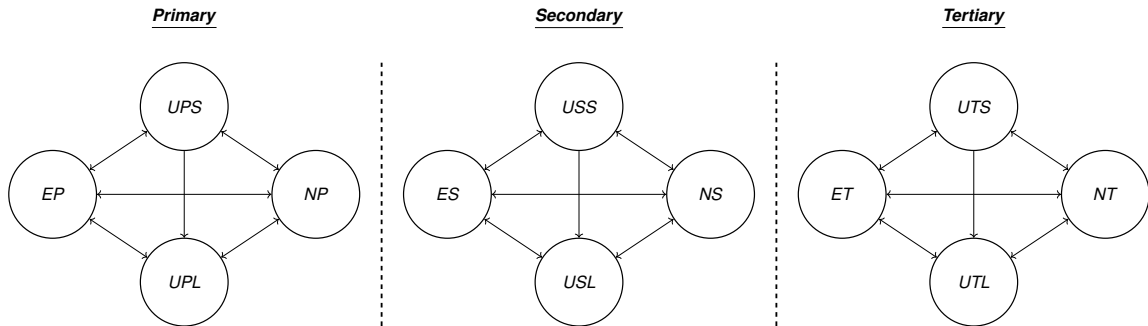 Primary
Secondary
Tertiary
UPS
USS
UTS
EP
NP
ES
NS
ET
NT
UPL
USL
UTL